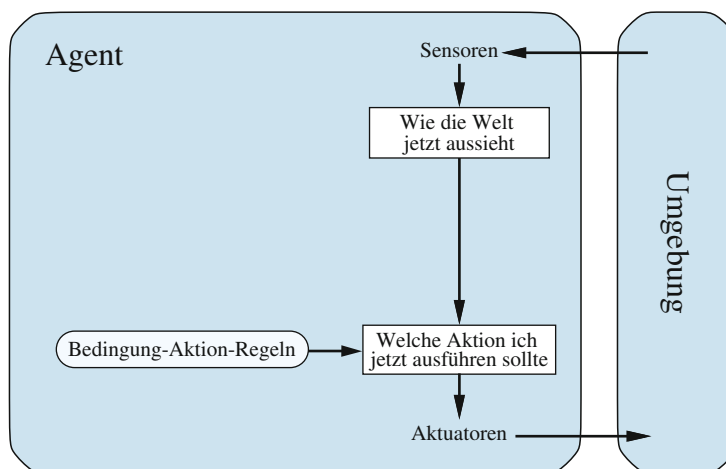 Agent
Sensoren
Wie die Welt
jetzt aussieht
Umgebung
Bedingung-Aktion-Regeln
Welche Aktion ich
jetzt ausführen sollte
Aktuatoren